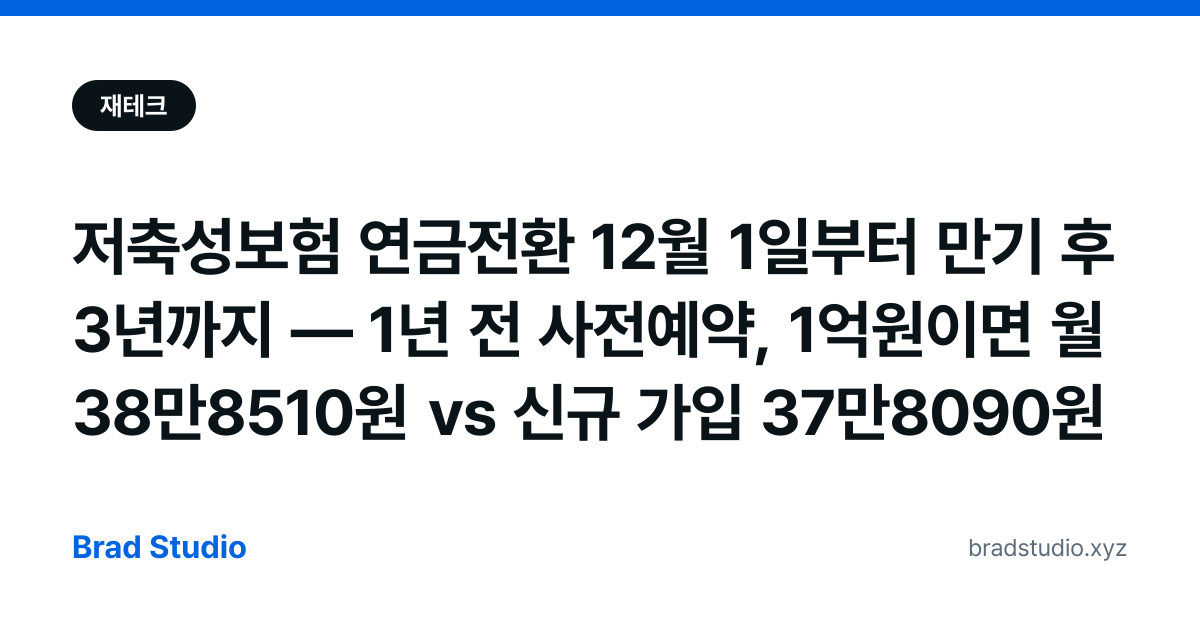 재테크
저축성보험 연금전환 12월 1일부터 만기 후
3년까지 — 1년 전 사전예약, 1억원이면 월
38만8510원 vs 신규 가입 37만8090원
Brad Studio
bradstudio.xyz